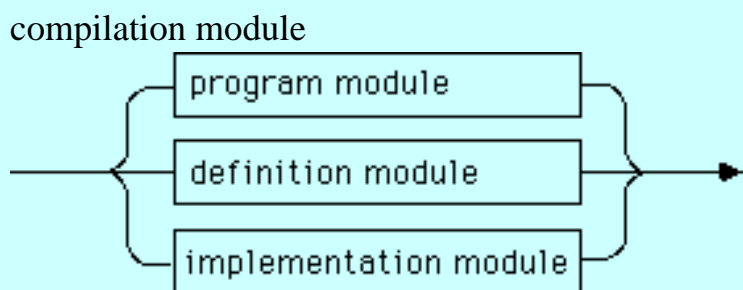 compilation module
program module
definition module
implementation module